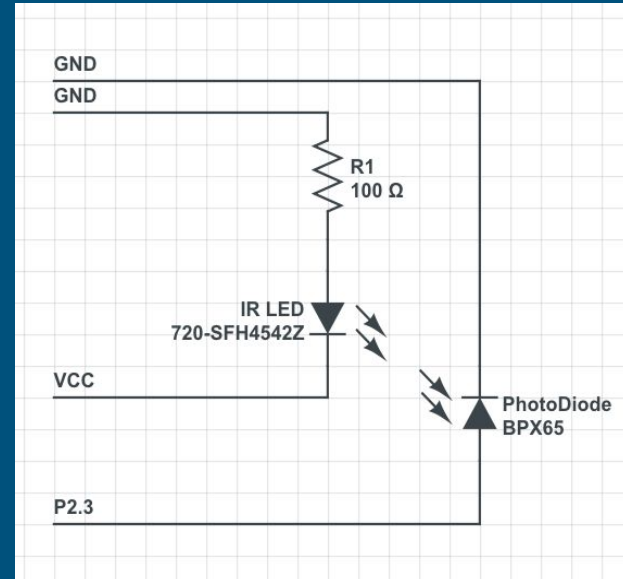 GND
GND
R1
100 Ω
IR LED
720-SFH4542Z
VCC
PhotoDiode
BPX65
P2.3